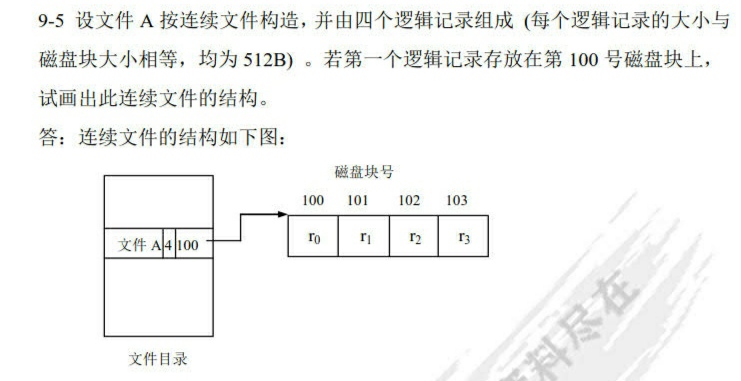 9-5 设文件 A 按连续文件构造，并由四个逻辑记录组成 (每个逻辑记录的大小与
磁盘块大小相等，均为 512B) 。若第一个逻辑记录存放在第 100 号磁盘块上，
试画出此连续文件的结构。
答：连续文件的结构如下图：
磁盘块号
100 101 102 103
文件 A 4 100
r0 r1 r2 r3
文件目录
料尽在